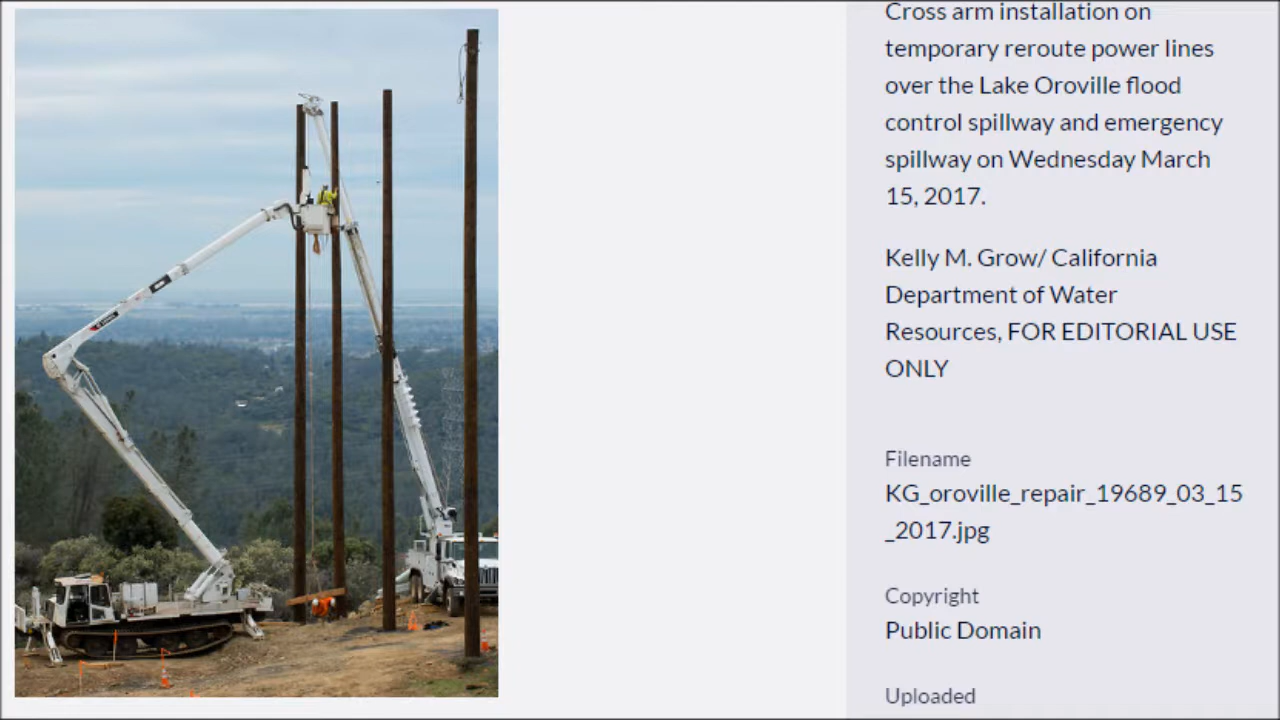 Cross arm installation on
temporary reroute power lines
over the Lake Oroville flood
control spillway and emergency
spillway on Wednesday March
15, 2017.
Kelly M. Grow/ California
Department of Water
Resources, FOR EDITORIAL USE
ONLY
Filename
KG_oroville_repair_19689_03_15
_2017.jpg
Copyright
Public Domain
Uploaded